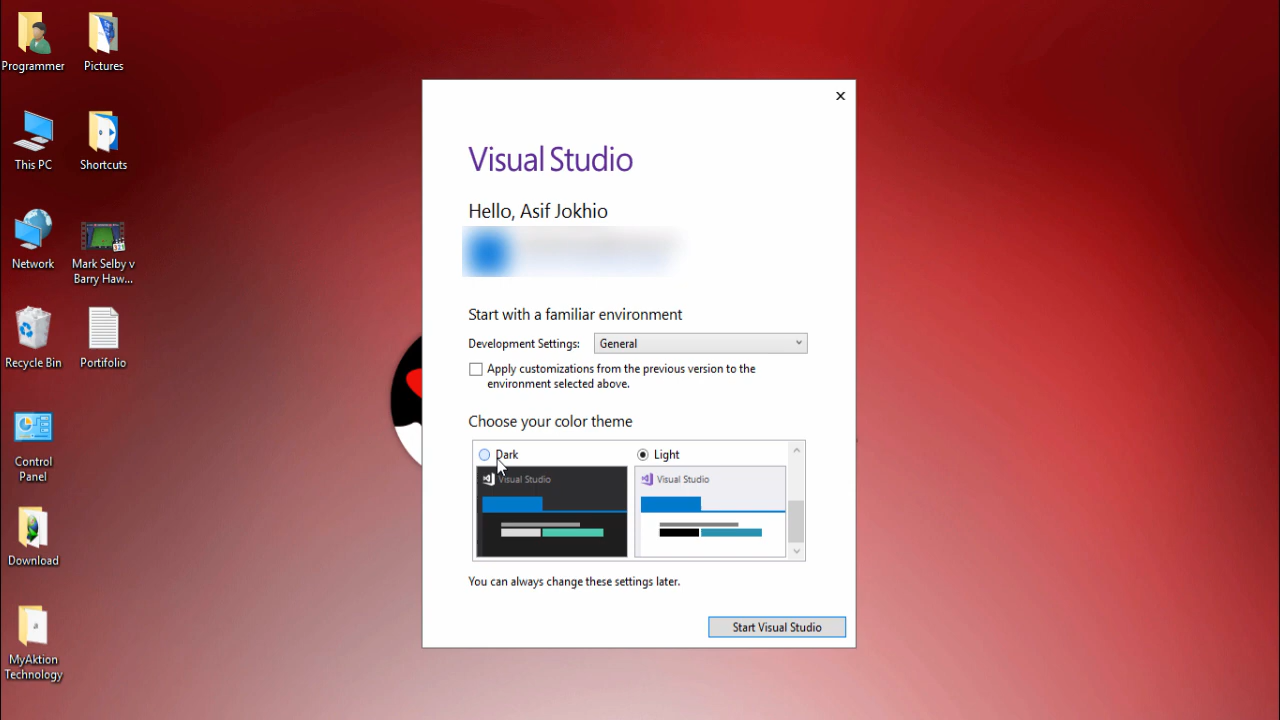 Programmer
Pictures
This PC
Shortcuts
Network
Mark Selby v
Barry Haw...
Recycle Bin
Portifolio
Control
Panel
Download
MyAktion
Technology
Visual Studio
Hello, Asif Jokhio
Start with a familiar environment
Development Settings: General
Apply customizations from the previous version to the
environment selected above.
Choose your color theme
Dark
Light
Visual Studio
Visual Studio
You can always change these settings later.
Start Visual Studio